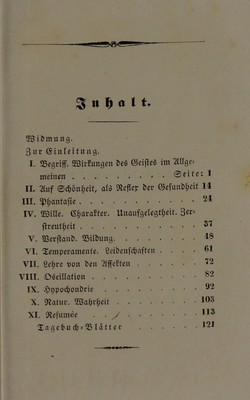 Inhalt.
Widmung.
Zur Einleitung.
I. Begriff. Wirkungen des Geistes im Allge-
meinen . . . . . . . . . . Seite: 1
II. Auf Schönheit, als Reflex der Gesundheit 14
III. Phantasie . . . . . . . . . . 24
IV. Wille. Charakter. Unaufgelegtheit. Zer-
streutheit . . . . . . . . . . 37
V. Verstand. Bildung. . . . . . . . 48
VI. Temperamente. Leidenschaften . . . . 61
VII. Lehre von den Affekten . . . . . 72
VIII. Oscillation . . . . . . . . . 82
IX. Hypochondrie . . . . . . . . . 92
X. Natur. Wahrheit . . . . . . . . 103
XI. Resumée . . . . . . . . . . 113
Tagebuch-Blätter . . . . . . . . 121